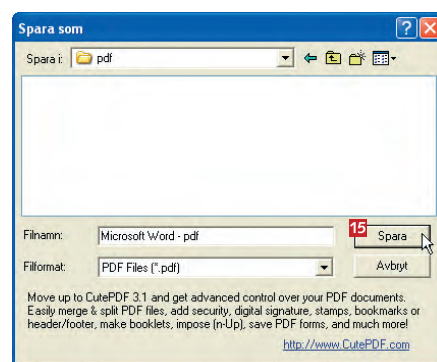 Spara som
Spara i: pdf
Filnamn: Microsoft Word - pdf
15 Spara
Filformat: PDF Files (*.pdf)
Avbryt
Move up to CutePDF 3.1 and get advanced control over your PDF documents.
Easily merge & split PDF files, add security, digital signature, stamps, bookmarks or
header/footer, make booklets, impose (n-Up), save PDF forms, and much more!
http://www.CutePDF.com